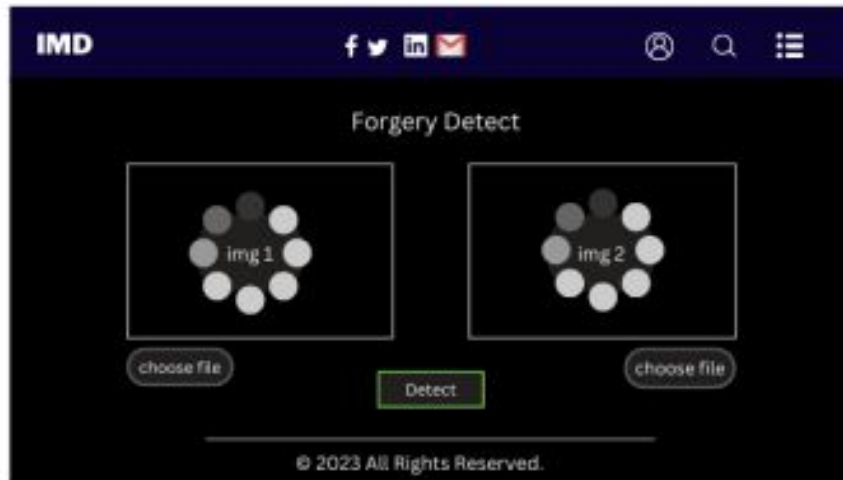 IMD
Forgery Detect
img 1 img 2
choose file choose file
Detect
© 2023 All Rights Reserved.